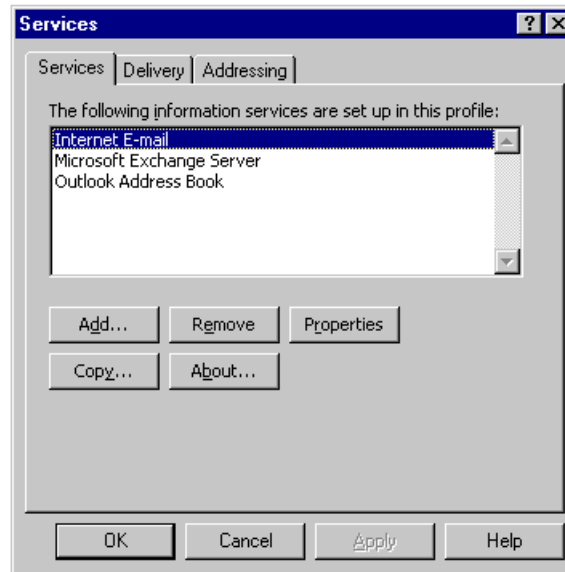 Services
Services Delivery Addressing
The following information services are set up in this profile:
Internet E-mail
Microsoft Exchange Server
Outlook Address Book
Add... Remove Properties
Copy... About...
OK Cancel Apply Help